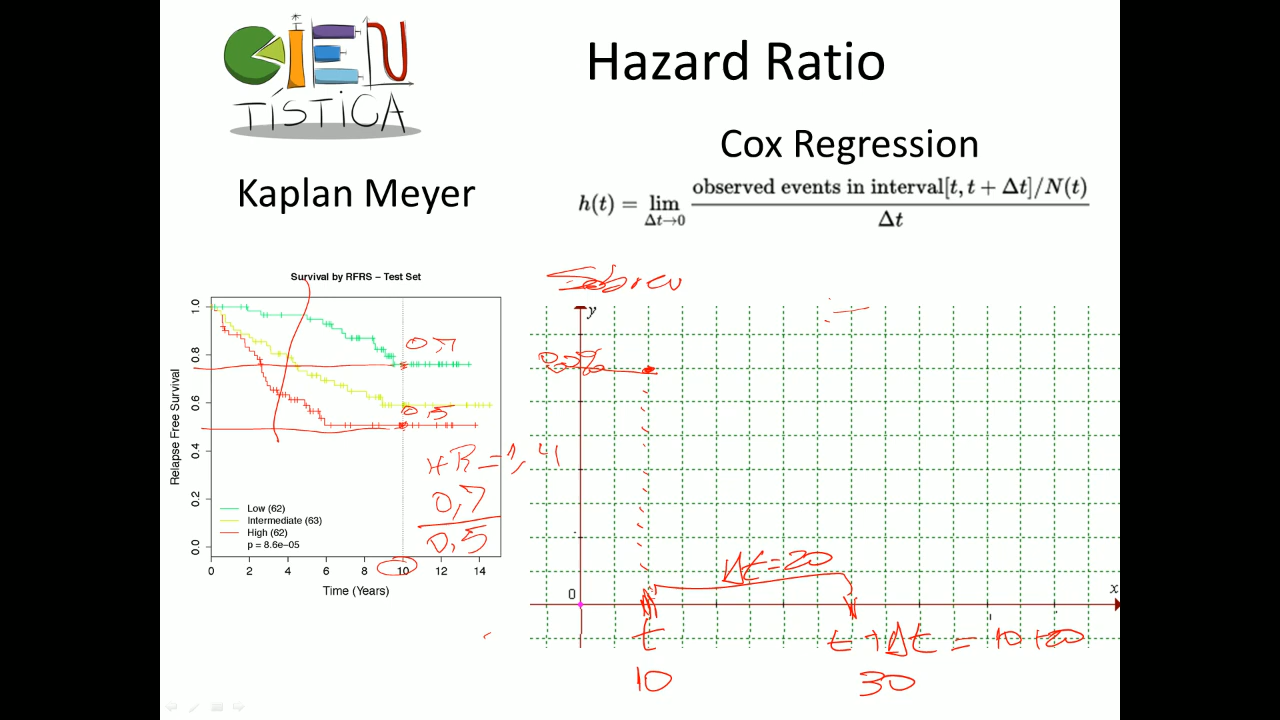 CIEN
TÍSTICA
Hazard Ratio
Cox Regression
Kaplan Meyer
h(t) = lim Δt→0 observed events in interval[t, t + Δt]/N(t)
Δt
Survival by RFRS – Test Set
Relapse Free Survival
1.0
0.8
0.6
0.4
0.2
0.0
0,7
0,5
HR = 1,41
0,7
0,5
Low (62)
Intermediate (63)
High (62)
p = 8.6e−05
0 2 4 6 8 10 12 14
Time (Years)
Sobrev
y
Δt=20
0
x
t
t+Δt = 10+20
10
30